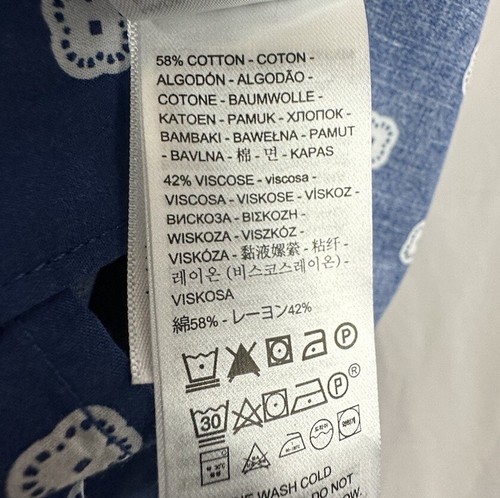 58% COTTON - COTON -
ALGODÓN - ALGODÃO -
COTONE - BAUMWOLLE -
KATOEN - PAMUK - ХЛОПОК -
BAMBAKI - BAWEŁNA - PAMUT
- BAVLNA - 棉 - 면 - KAPAS
42% VISCOSE - viscosa -
VISCOSA - VISKOSE - VİSKOZ -
ВИСКОЗА - ΒΙΣΚΟΖΗ -
WISKOZA - VISZKÓZ -
VISKÓZA - 黏液嫘縈 - 粘纤 -
레이온 (비스코스레이온) -
VISKOSA
綿58% - レーヨン42%
P
30 P ®
WASH COLD
DO NOT